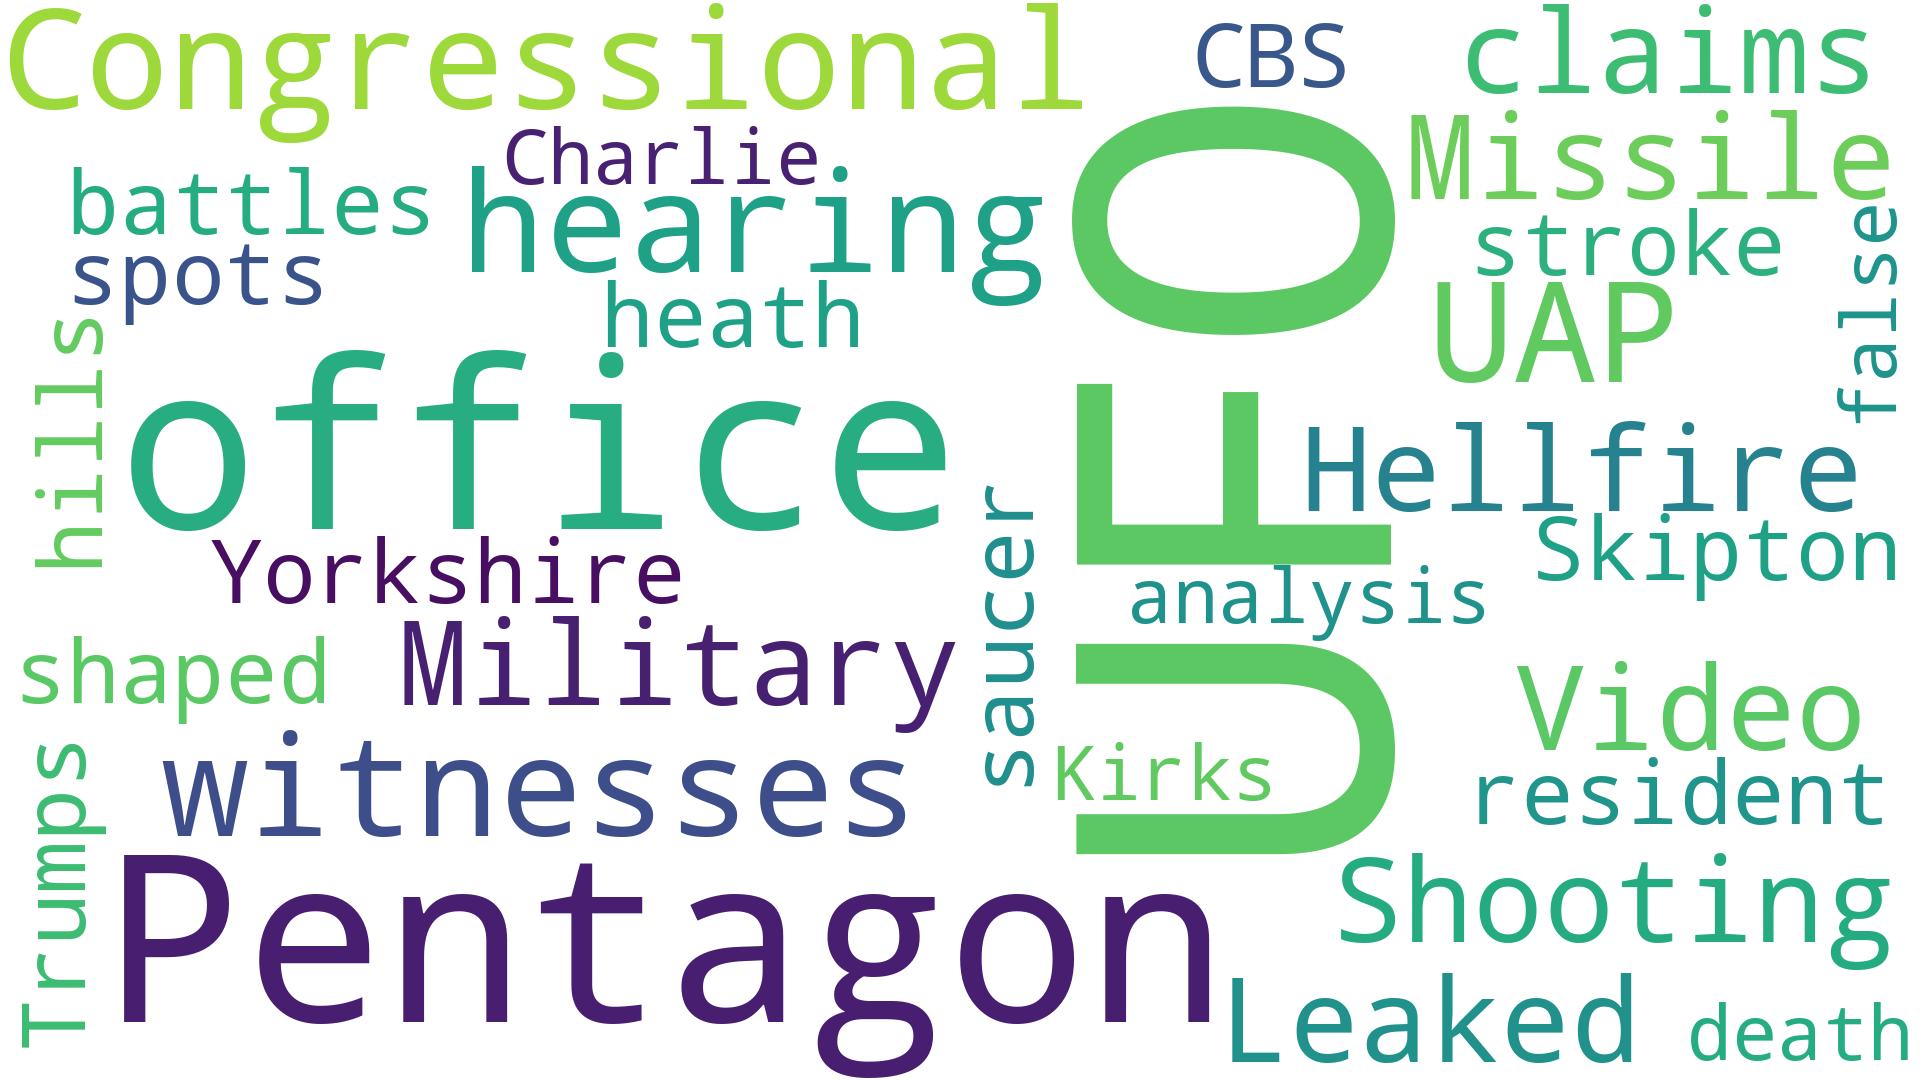 Congressional
CBS
claims
Charlie
Missile
battles
hearing
stroke
false
spots
heath
UAP
hills
office
UFO
Hellfire
Skipton
Yorkshire
saucer
analysis
shaped
Military
Video
Kirks
witnesses
resident
Trumps
Pentagon
Shooting
Leaked
death